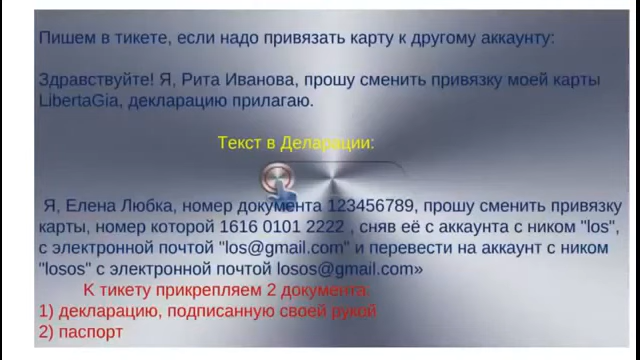 Пишем в тикете, если надо привязать карту к другому аккаунту:
Здравствуйте! Я, Рита Иванова, прошу сменить привязку моей карты
LibertaGia, декларацию прилагаю.
Текст в Деларации:
Я, Елена Любка, номер документа 123456789, прошу сменить привязку
карты, номер которой 1616 0101 2222 , сняв её с аккаунта с ником "los",
с электронной почтой "los@gmail.com" и перевести на аккаунт с ником
"losos" с электронной почтой losos@gmail.com»
К тикету прикрепляем 2 документа:
1) декларацию, подписанную своей рукой
2) паспорт